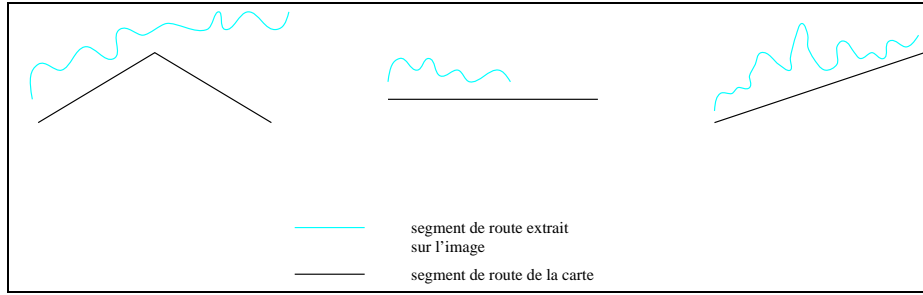 segment de route extrait
sur l'image
segment de route de la carte